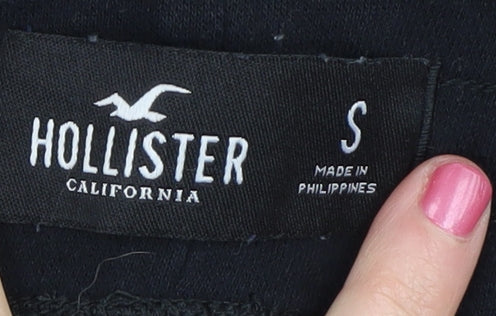 HOLLISTER
CALIFORNIA
S
MADE IN
PHILIPPINES